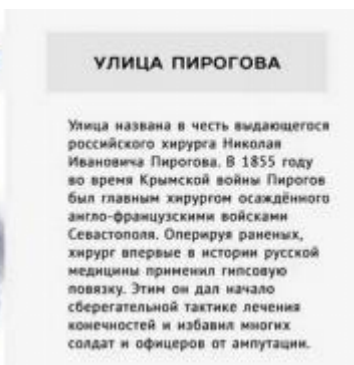 УЛИЦА ПИРОГОВА
Улица названа в честь выдающегося
российского хирурга Николая
Ивановича Пирогова. В 1855 году
во время Крымской войны Пирогов
был главным хирургом осаждённого
англо-французскими войсками
Севастополя. Оперируя раненых,
хирург впервые в истории русской
медицины применил гипсовую
повязку. Этим он дал начало
сберегательной тактике лечения
конечностей и избавил многих
солдат и офицеров от ампутации.